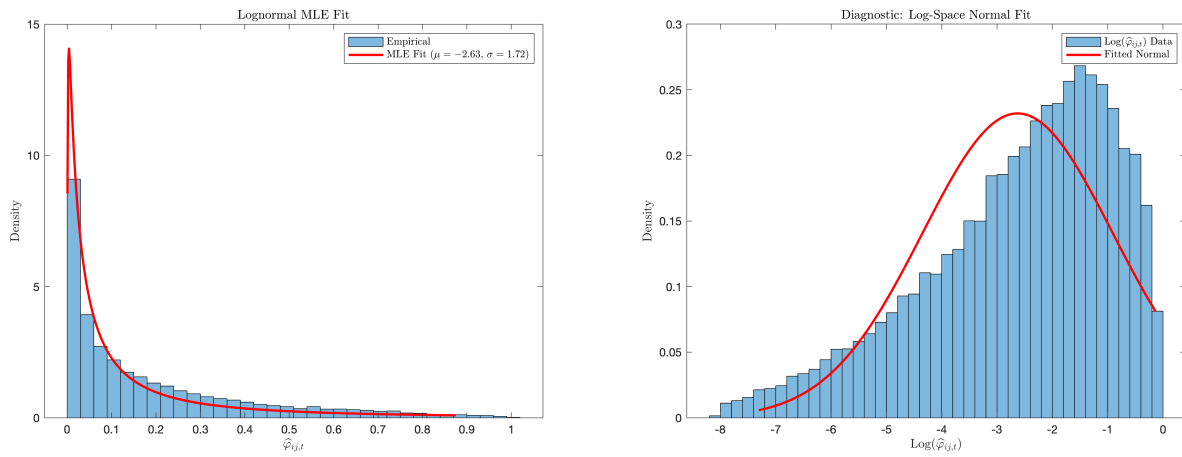 Lognormal MLE Fit
Empirical
MLE Fit (μ = −2.63, σ = 1.72)
15
10
5
0
Density
0 0.1 0.2 0.3 0.4 0.5 0.6 0.7 0.8 0.9 1
φ̂ij,t
Diagnostic: Log-Space Normal Fit
Log(φ̂ij,t) Data
Fitted Normal
0.3
0.25
0.2
0.15
0.1
0.05
0
Density
-8 -7 -6 -5 -4 -3 -2 -1 0
Log(φ̂ij,t)